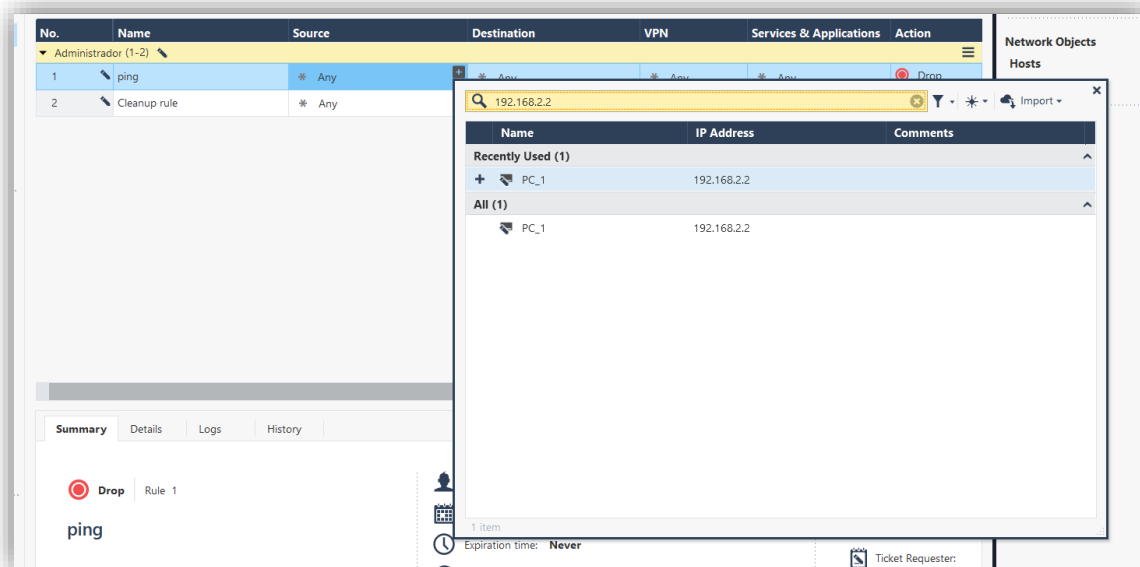 No. Name Source Destination VPN Services & Applications Action
Administrador (1-2)
1 ping Any Any Any Any Drop
2 Cleanup rule Any
Network Objects
Hosts
192.168.2.2 Import
Name IP Address Comments
Recently Used (1)
PC_1 192.168.2.2
All (1)
PC_1 192.168.2.2
1 item
Summary Details Logs History
Drop Rule 1
ping
Expiration time: Never
Ticket Requester: